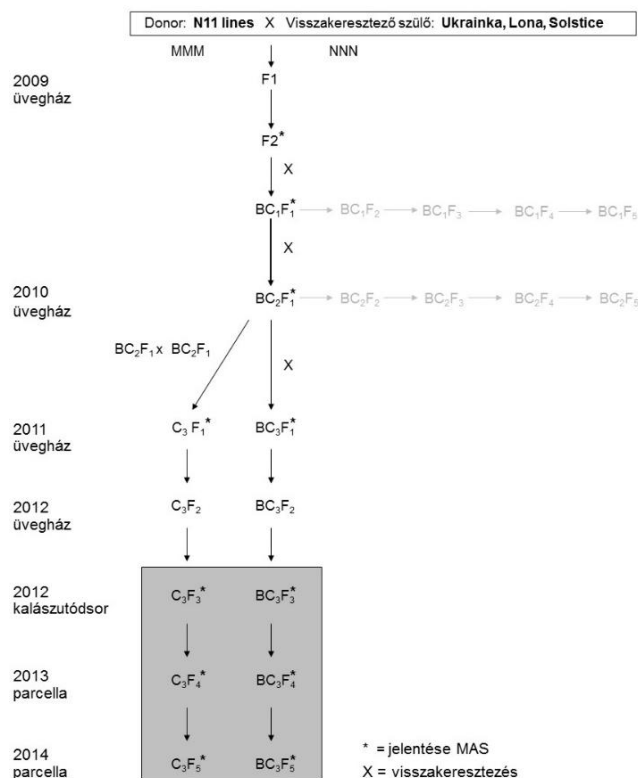 Donor: N11 lines X Visszakeresztező szülő: Ukrainka, Lona, Solstice
MMM NNN
2009
üvegház
F1
F2*
X
BC₁F₁* BC₁F₂ BC₁F₃ BC₁F₄ BC₁F₅
X
2010
üvegház
BC₂F₁* BC₂F₂ BC₂F₃ BC₂F₄ BC₂F₅
BC₂F₁ x BC₂F₁
X
2011
üvegház
C₃F₁* BC₃F₁*
2012
üvegház
C₃F₂ BC₃F₂
2012
kalászutódsor
C₃F₃* BC₃F₃*
2013
parcella
C₃F₄* BC₃F₄*
2014
parcella
C₃F₅* BC₃F₅*
* = jelentése MAS
X = visszakeresztezés